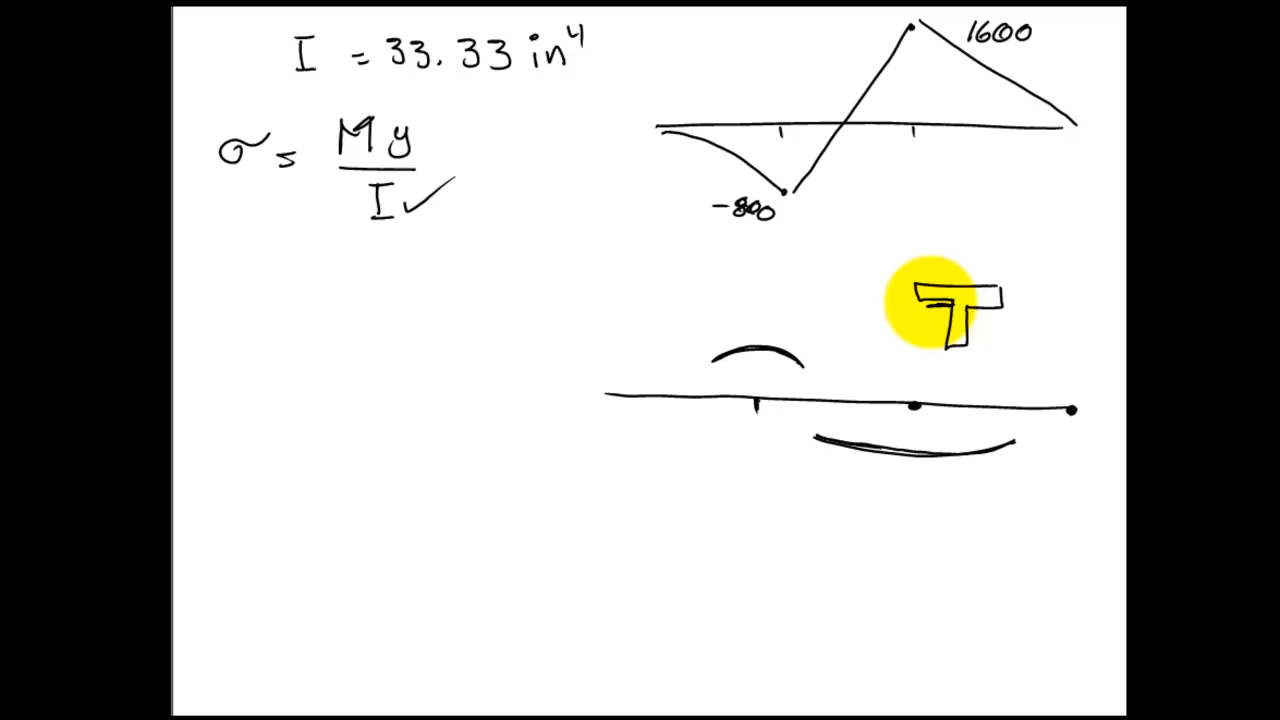 I = 33.33 in⁴
σ = My/I ✓
1600
-800